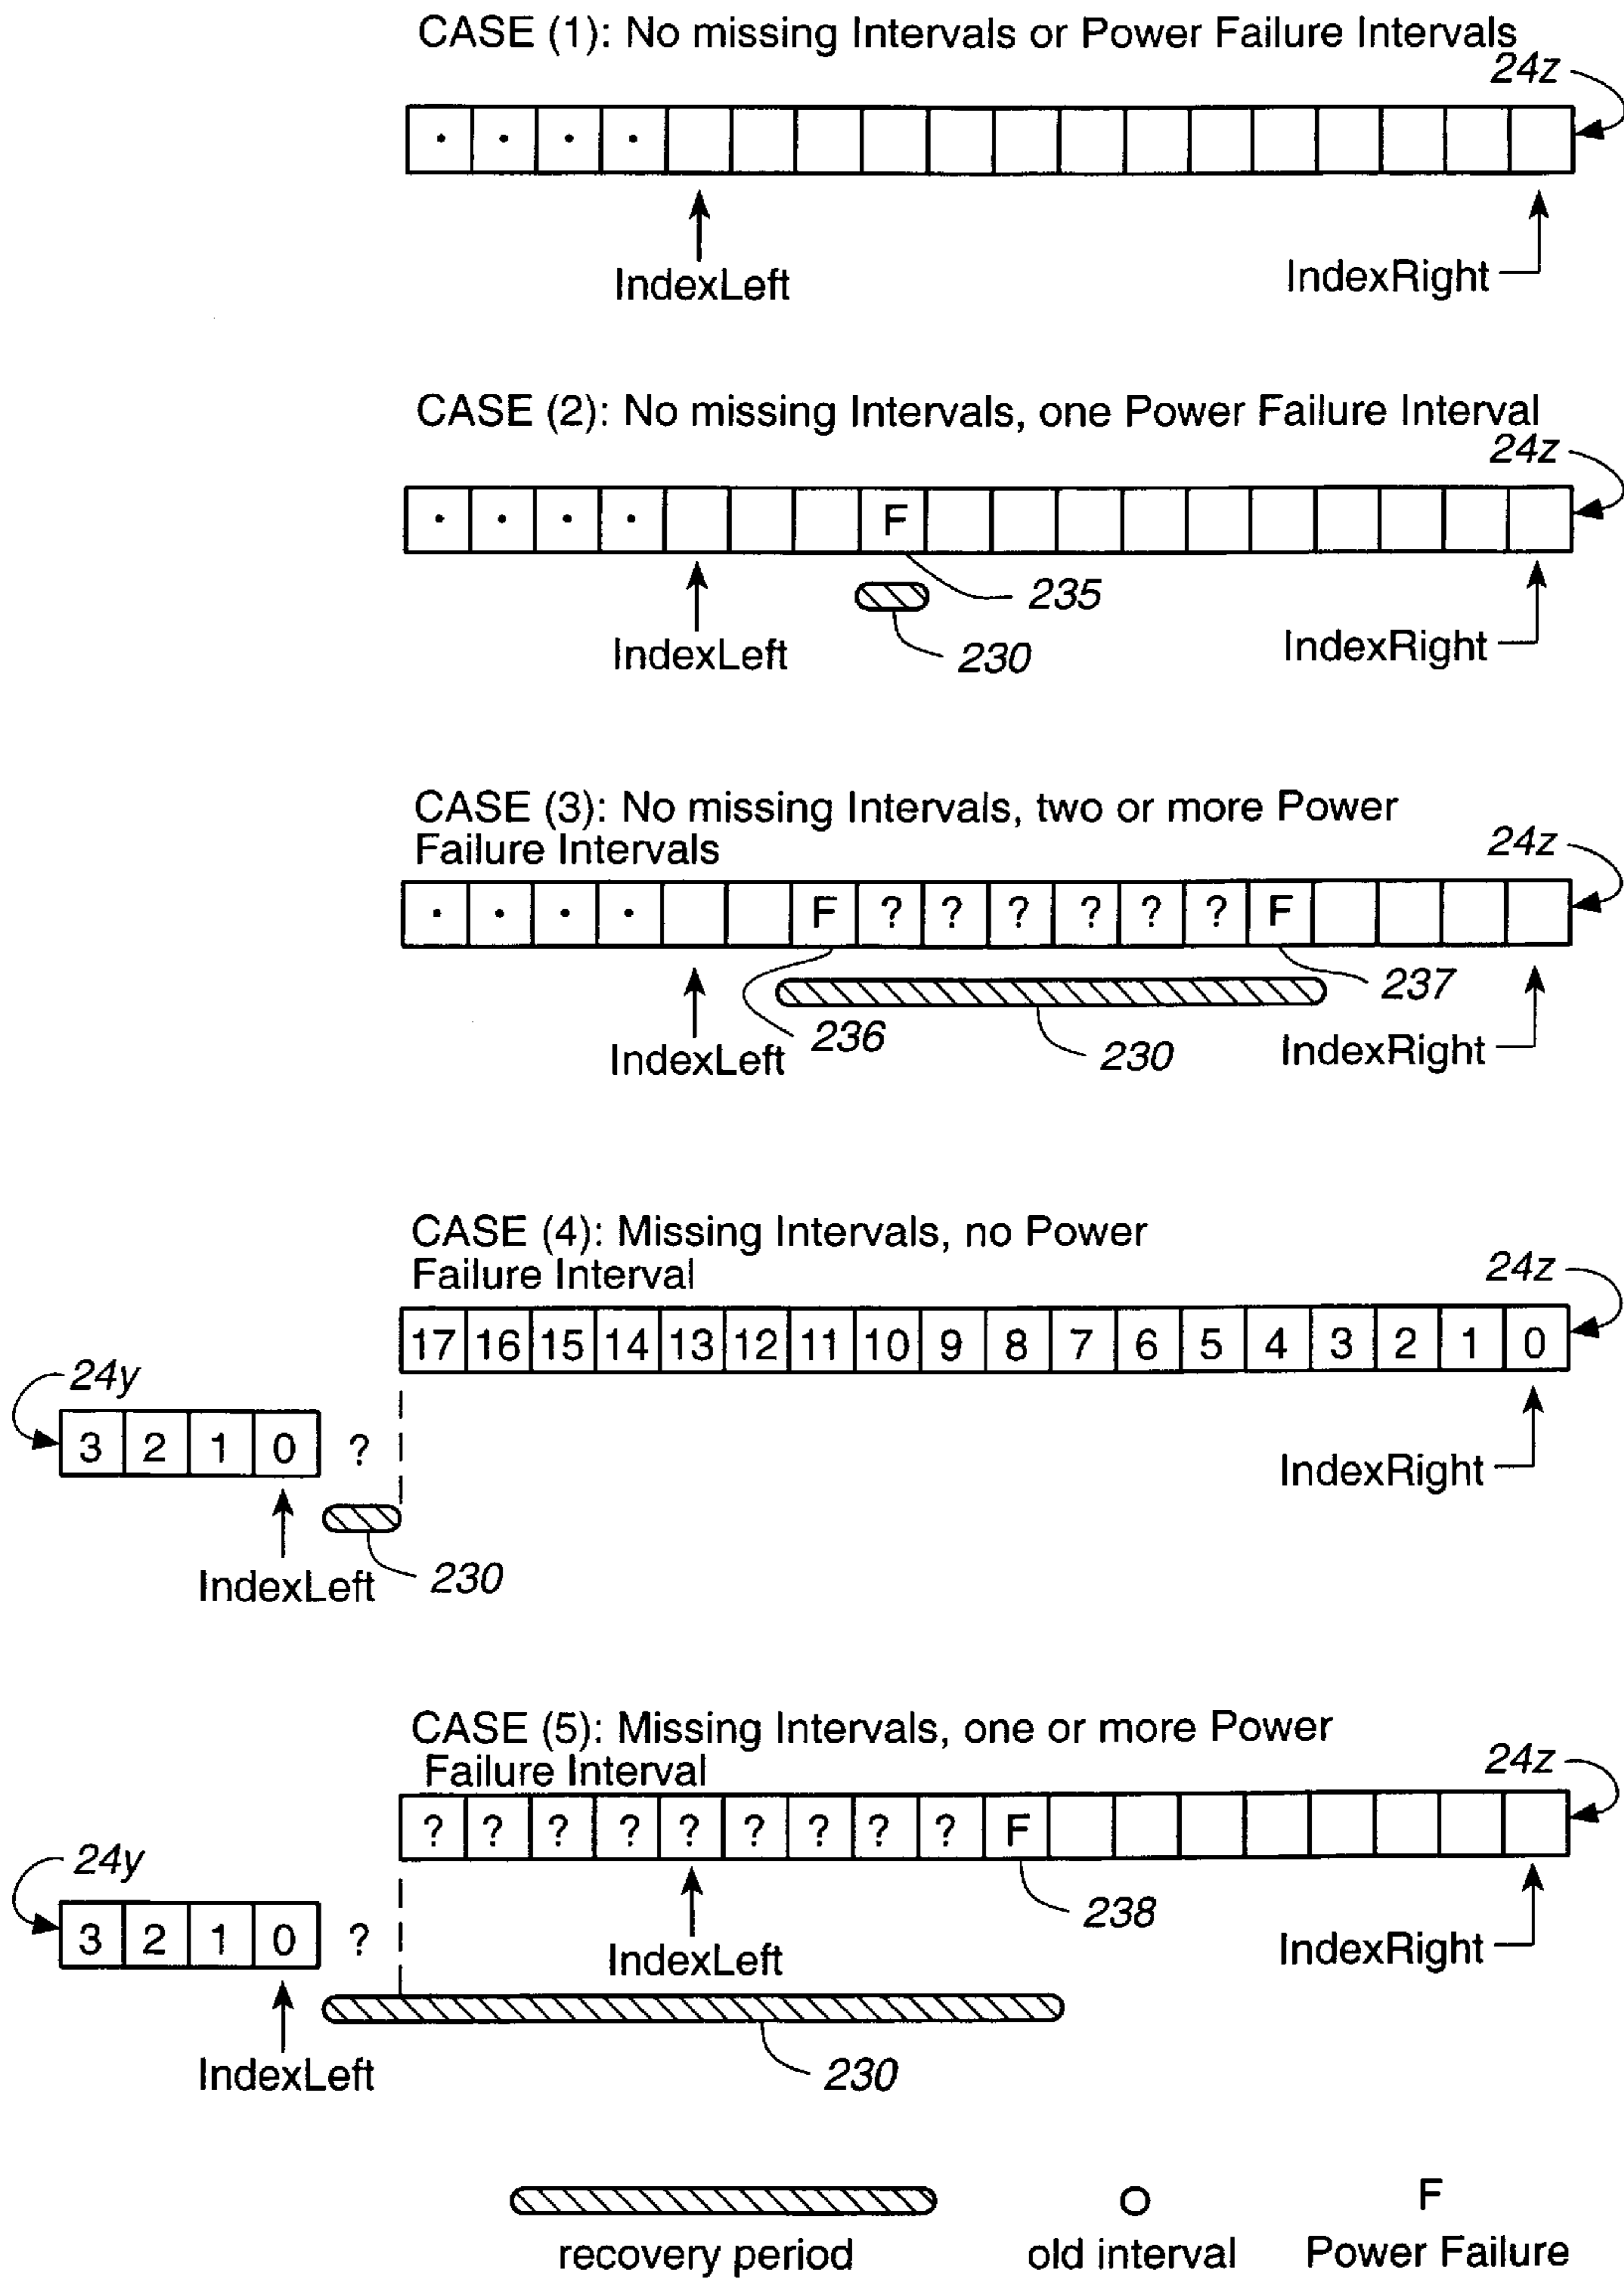 CASE (1): No missing Intervals or Power Failure Intervals
24z
. . . .
IndexLeft
IndexRight
CASE (2): No missing Intervals, one Power Failure Interval
24z
. . . . F
235
230
IndexLeft
IndexRight
CASE (3): No missing Intervals, two or more Power
Failure Intervals
24z
. . . . F ? ? ? ? ? ? F
237
236
230
IndexLeft
IndexRight
CASE (4): Missing Intervals, no Power
Failure Interval
24z
17 16 15 14 13 12 11 10 9 8 7 6 5 4 3 2 1 0
24y
3 2 1 0 ?
IndexRight
IndexLeft
230
CASE (5): Missing Intervals, one or more Power
Failure Interval
24z
? ? ? ? ? ? ? ? ? F
24y
238
3 2 1 0 ?
IndexLeft
IndexRight
IndexLeft
230
recovery period
O
old interval
F
Power Failure